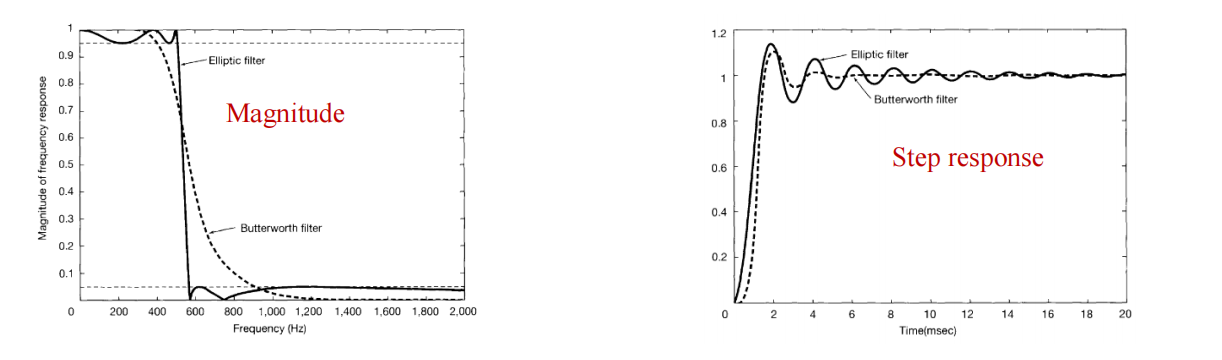 1
0.9
0.8
0.7
0.6
0.5
0.4
0.3
0.2
0.1
Magnitude of frequency response
Elliptic filter
Magnitude
Butterworth filter
0 200 400 600 800 1,000 1,200 1,400 1,600 1,800 2,000
Frequency (Hz)
1.2
1
0.8
0.6
0.4
0.2
Elliptic filter
Butterworth filter
Step response
0 2 4 6 8 10 12 14 16 18 20
Time(msec)